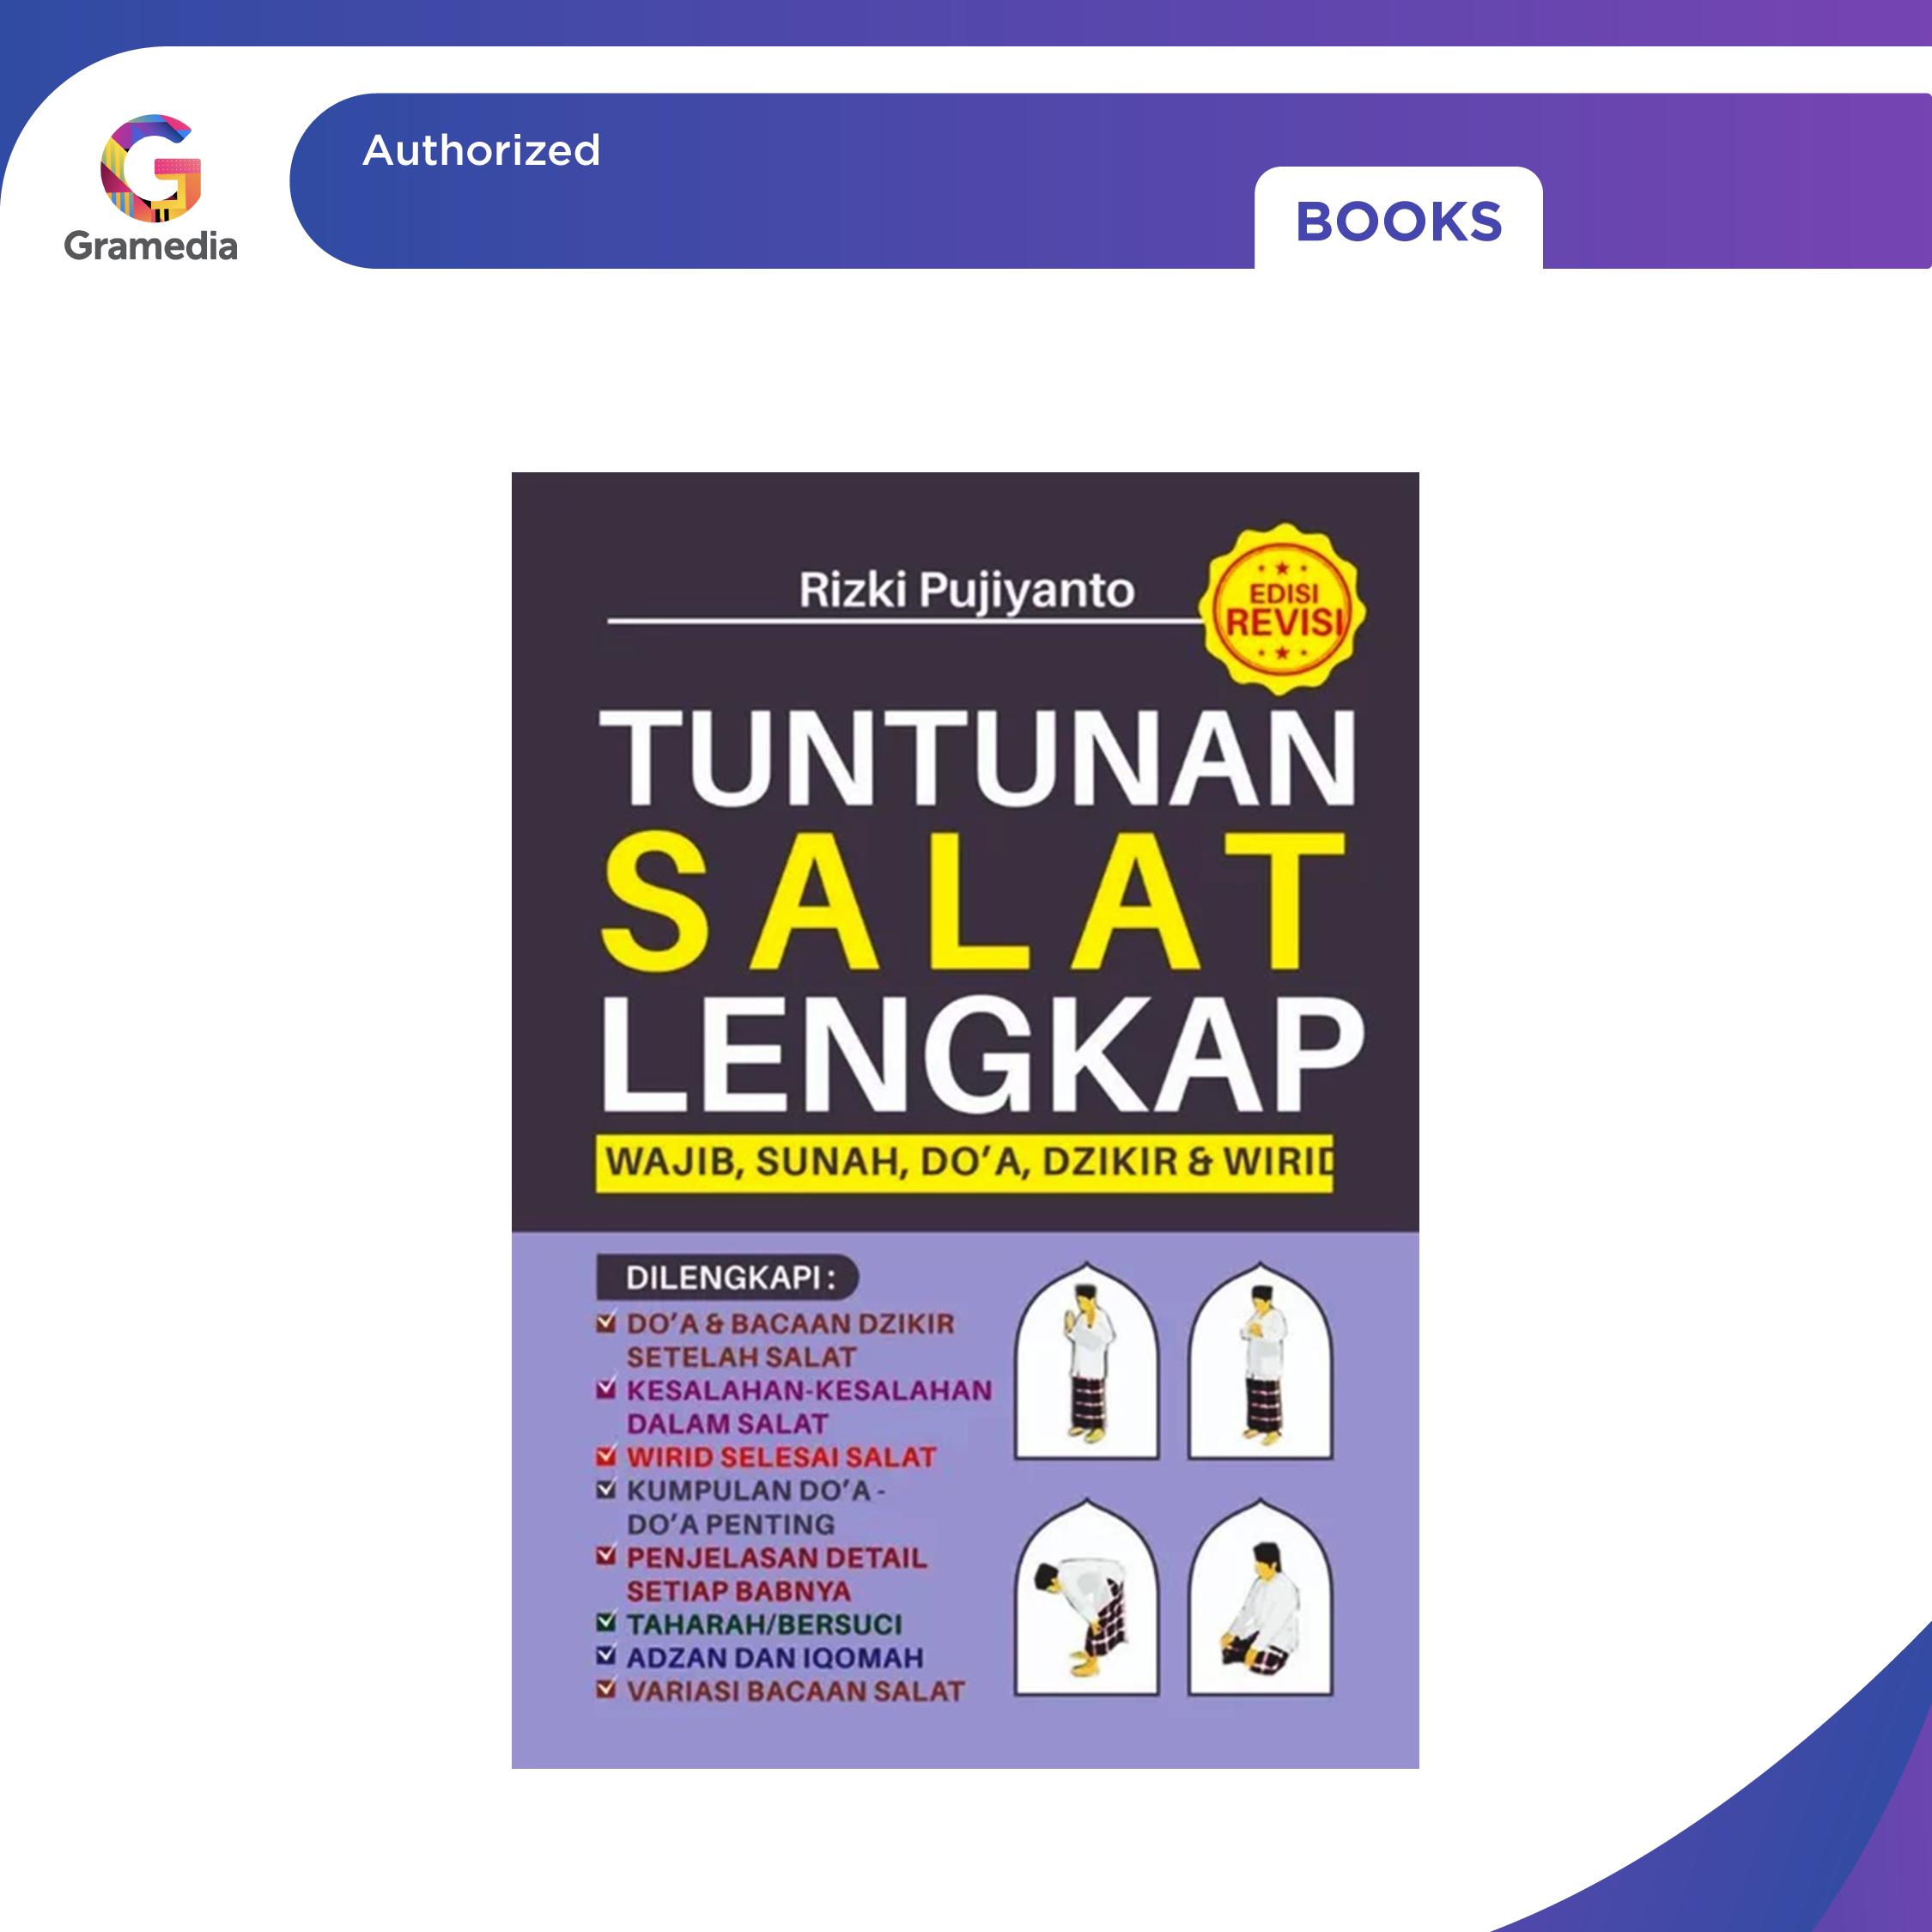 Authorized
BOOKS
Gramedia
Rizki Pujiyanto
EDISI
REVISI
TUNTUNAN
SALAT
LENGKAP
WAJIB, SUNAH, DO'A, DZIKIR & WIRID
DILENGKAPI :
DO'A & BACAAN DZIKIR
SETELAH SALAT
KESALAHAN-KESALAHAN
DALAM SALAT
WIRID SELESAI SALAT
KUMPULAN DO'A -
DO'A PENTING
PENJELASAN DETAIL
SETIAP BABNYA
TAHARAH/BERSUCI
ADZAN DAN IQOMAH
VARIASI BACAAN SALAT